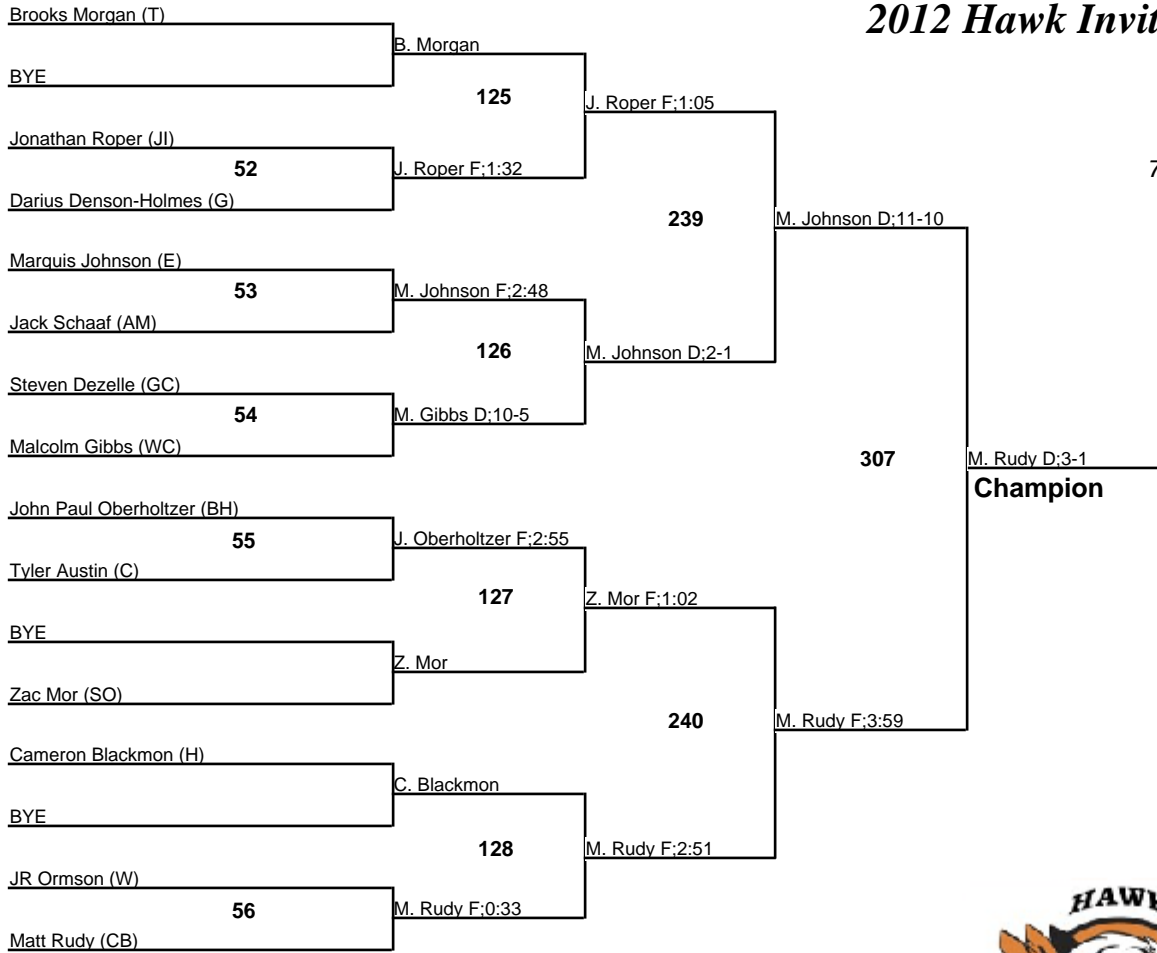 2012 Hawk Invit
Brooks Morgan (T)
B. Morgan
BYE
125
J. Roper F;1:05
Jonathan Roper (JI)
52
J. Roper F;1:32
7
Darius Denson-Holmes (G)
239
M. Johnson D;11-10
Marquis Johnson (E)
53
M. Johnson F;2:48
Jack Schaaf (AM)
126
M. Johnson D;2-1
Steven Dezelle (GC)
54
M. Gibbs D;10-5
Malcolm Gibbs (WC)
307
M. Rudy D;3-1
Champion
John Paul Oberholtzer (BH)
55
J. Oberholtzer F;2:55
Tyler Austin (C)
127
Z. Mor F;1:02
BYE
Z. Mor
Zac Mor (SO)
240
M. Rudy F;3:59
Cameron Blackmon (H)
C. Blackmon
BYE
128
M. Rudy F;2:51
JR Ormson (W)
56
M. Rudy F;0:33
Matt Rudy (CB)
HAWK